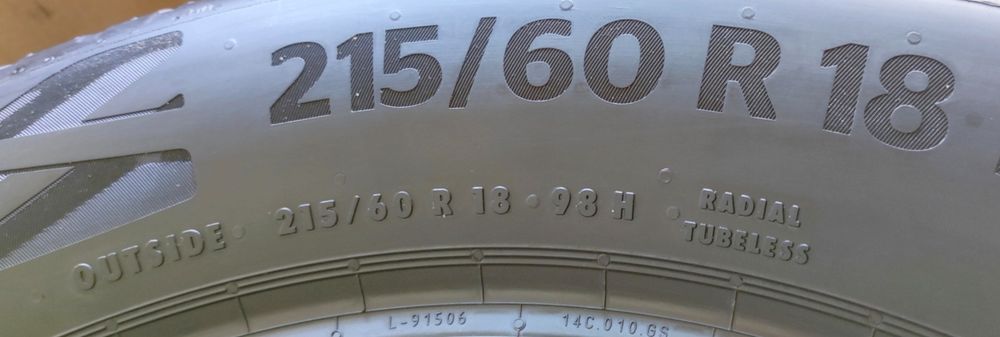 215/60 R 18
OUTSIDE · 215/60 R 18 · 98 H
RADIAL
TUBELESS
L-91506
14C.010.GS